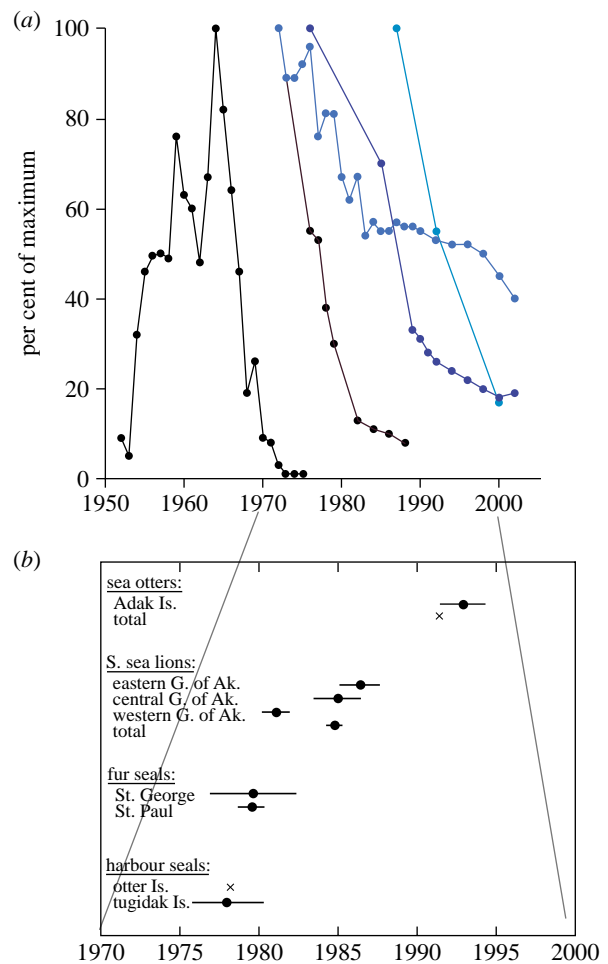 (a)
100
80
60
40
20
0
per cent of maximum
1950 1960 1970 1980 1990 2000
(b)
sea otters:
Adak Is.
total
S. sea lions:
eastern G. of Ak.
central G. of Ak.
western G. of Ak.
total
fur seals:
St. George
St. Paul
harbour seals:
otter Is.
tugidak Is.
1970 1975 1980 1985 1990 1995 2000